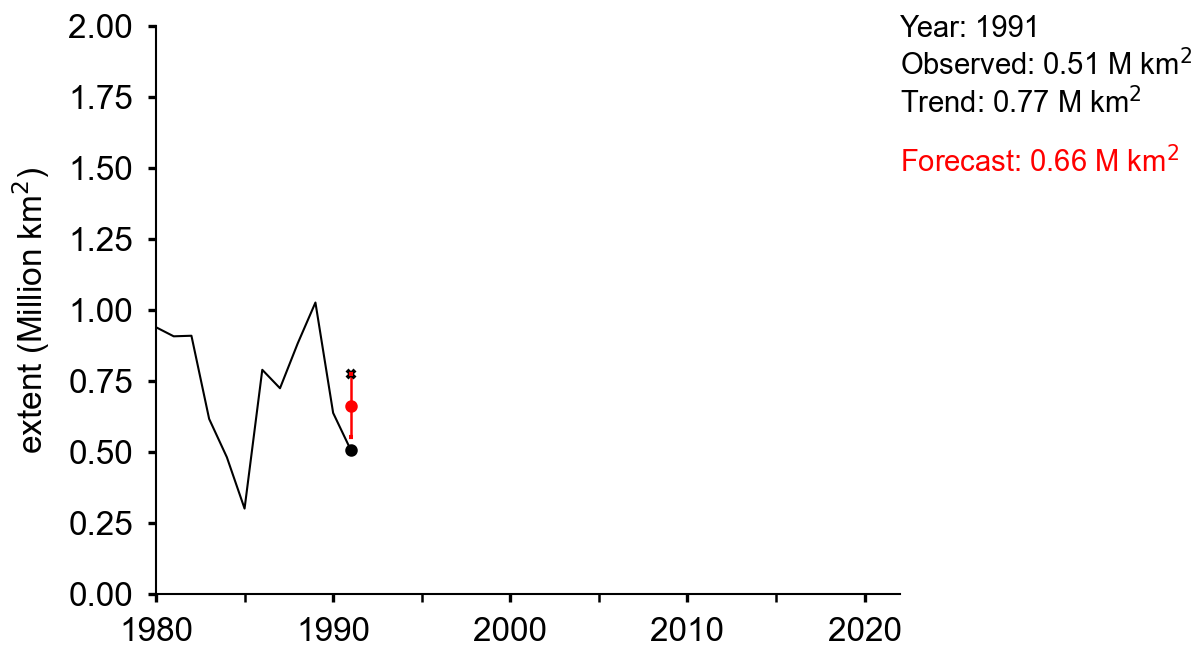 2.00
1.75
1.50
1.25
1.00
0.75
0.50
0.25
0.00
extent (Million km²)
1980 1990 2000 2010 2020
Year: 1991
Observed: 0.51 M km²
Trend: 0.77 M km²
Forecast: 0.66 M km²